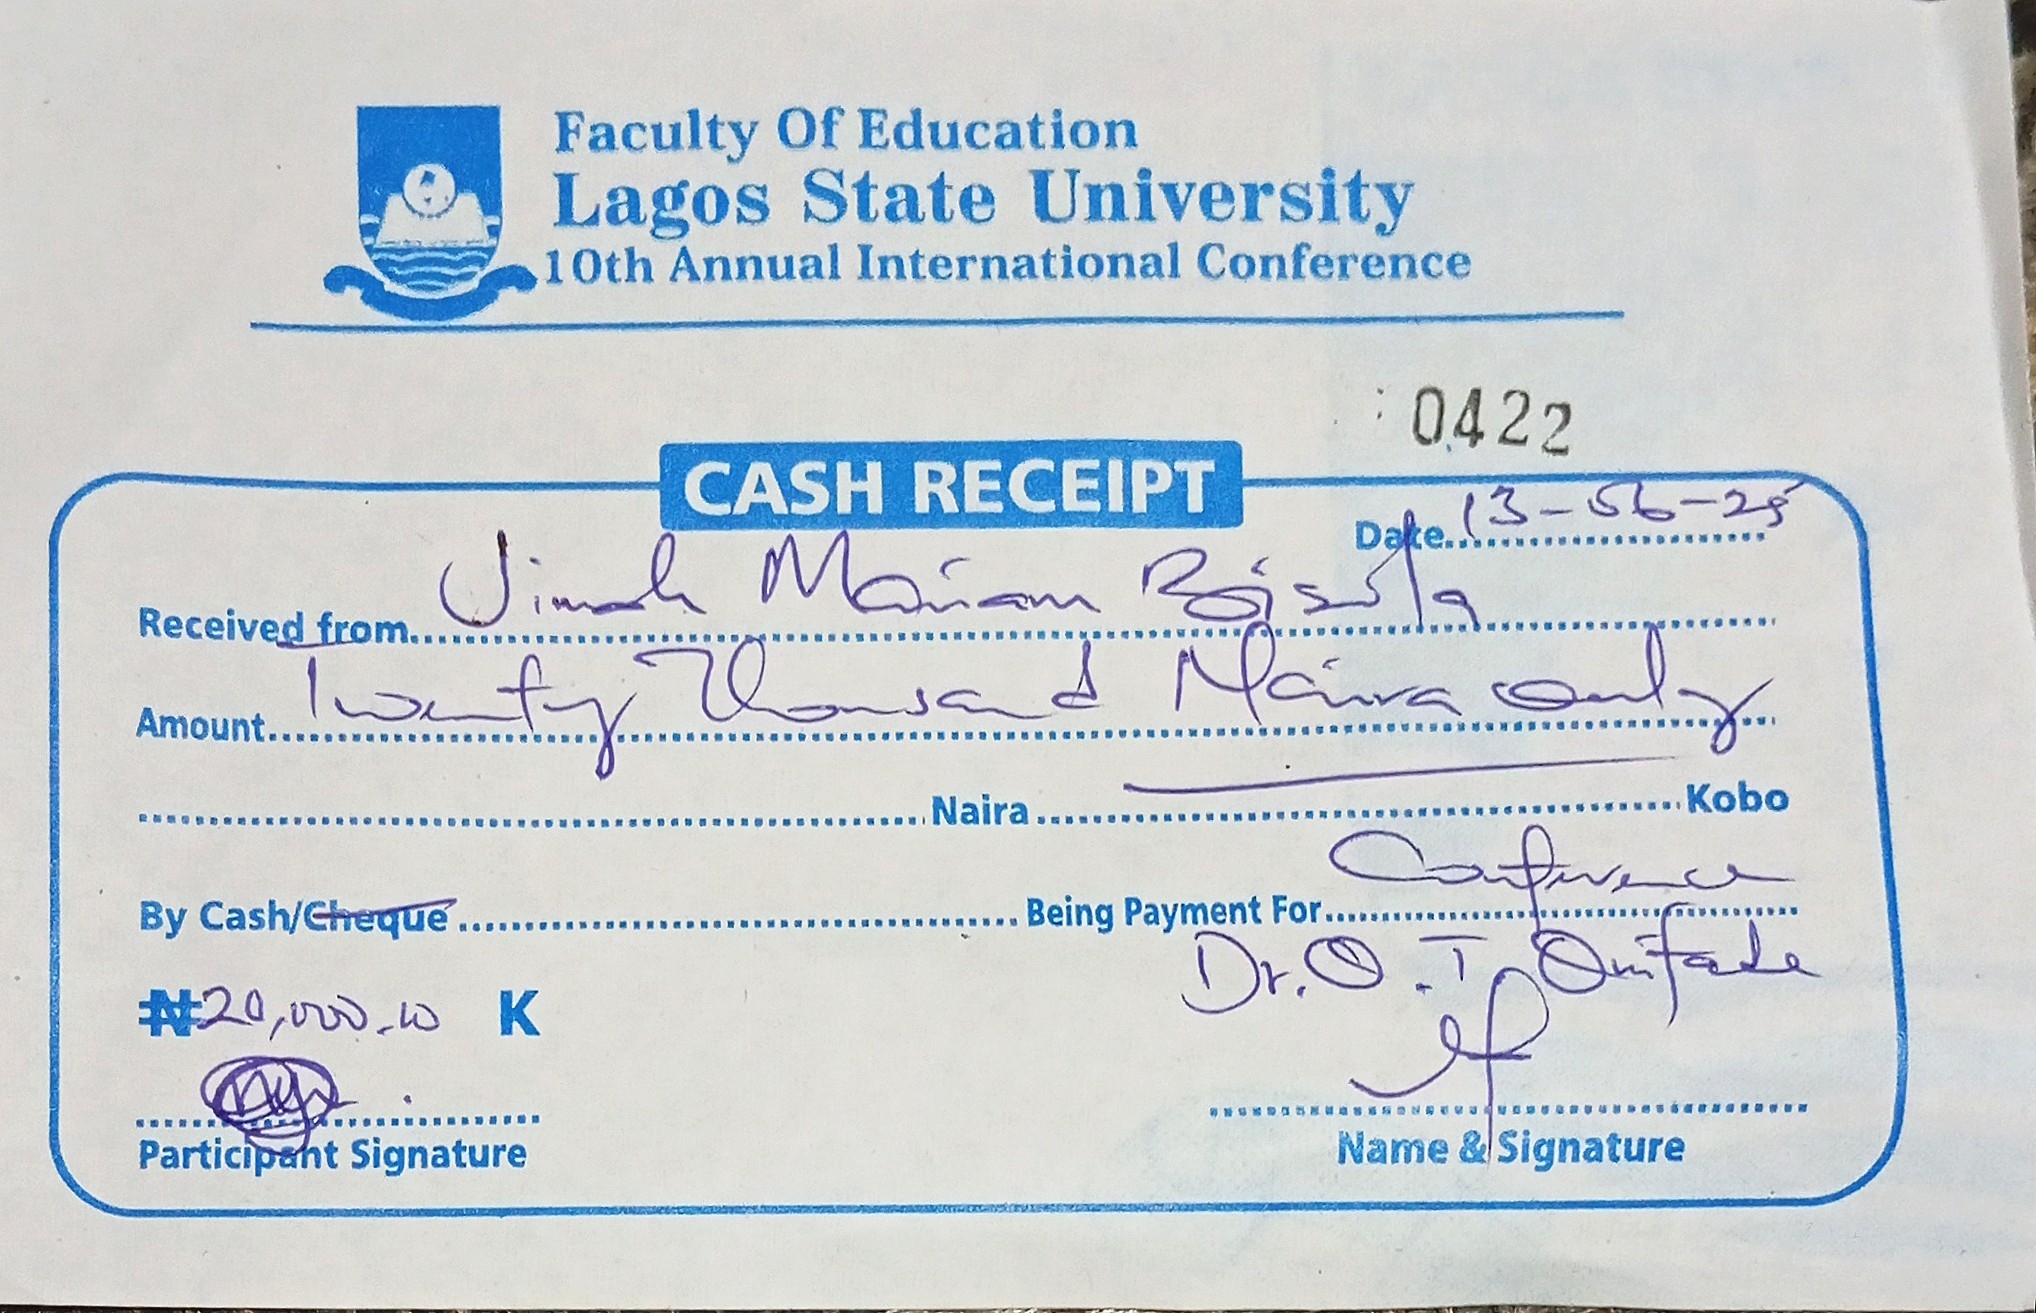 Faculty Of Education
Lagos State University
10th Annual International Conference
0422
CASH RECEIPT
Date 13-06-25
Received from Jimoh Mariam Bisola
Amount Twenty Thousand Naira only
Naira Kobo
By Cash/Cheque Being Payment For Conference
₦20,000.00 K
Dr. O.T Onifade
Participant Signature
Name & Signature